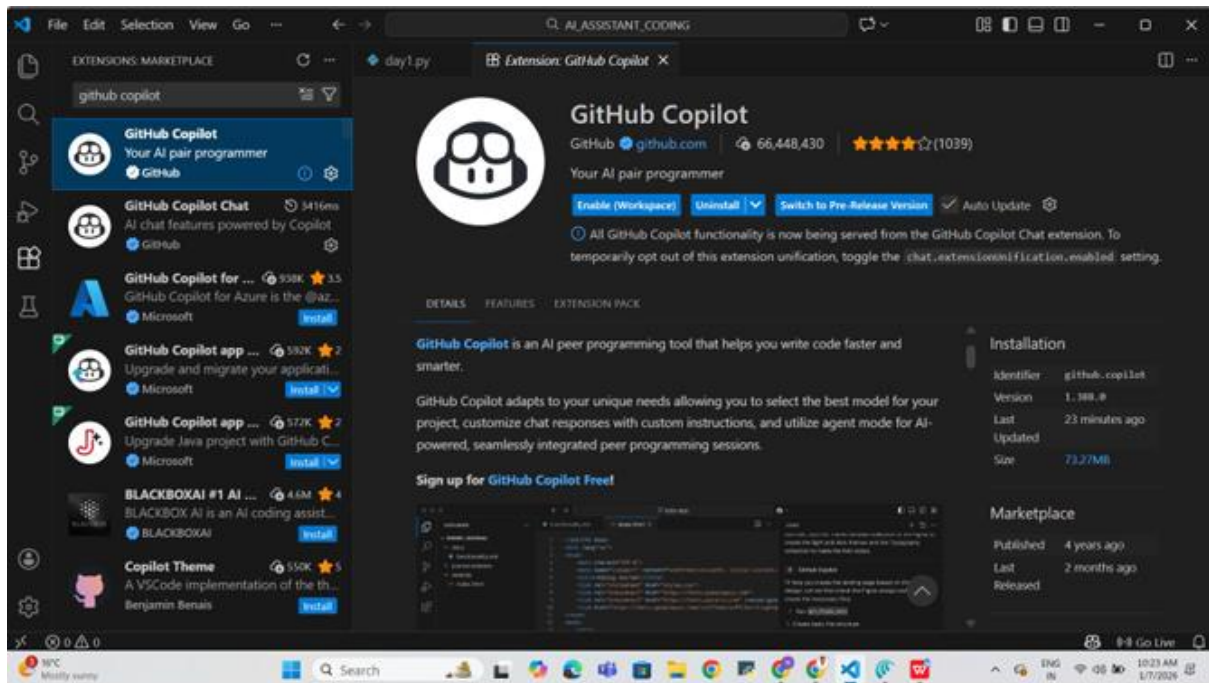 File Edit Selection View Go ··· AI_ASSISTANT_CODING
EXTENSIONS: MARKETPLACE
github copilot
GitHub Copilot
Your AI pair programmer
GitHub
GitHub Copilot Chat 3416ms
AI chat features powered by Copilot
GitHub
GitHub Copilot for ... 938K 3.5
GitHub Copilot for Azure is the @az...
Microsoft Install
GitHub Copilot app ... 592K 2
Upgrade and migrate your applicati...
Microsoft Install
GitHub Copilot app ... 572K 2
Upgrade Java project with GitHub C...
Microsoft Install
BLACKBOXAI #1 AI ... 4.6M 4
BLACKBOX AI is an AI coding assist...
BLACKBOXAI Install
Copilot Theme 550K 5
A VSCode implementation of the th...
Benjamin Benais Install
day1.py Extension: GitHub Copilot
GitHub Copilot
GitHub github.com 66,448,430 (1039)
Your AI pair programmer
Enable (Workspace) Uninstall Switch to Pre-Release Version Auto Update
All GitHub Copilot functionality is now being served from the GitHub Copilot Chat extension. To
temporarily opt out of this extension unification, toggle the chat.extensionUnification.enabled setting.
DETAILS FEATURES EXTENSION PACK
GitHub Copilot is an AI peer programming tool that helps you write code faster and
smarter.
GitHub Copilot adapts to your unique needs allowing you to select the best model for your
project, customize chat responses with custom instructions, and utilize agent mode for AI-
powered, seamlessly integrated peer programming sessions.
Sign up for GitHub Copilot Free!
Installation
Identifier github.copilot
Version 1.388.0
Last Updated 23 minutes ago
Size 73.27MB
Marketplace
Published 4 years ago
Last Released 2 months ago
0 0 Go Live
16°C
Mostly sunny
Search
ENG
IN
10:23 AM
1/7/2026